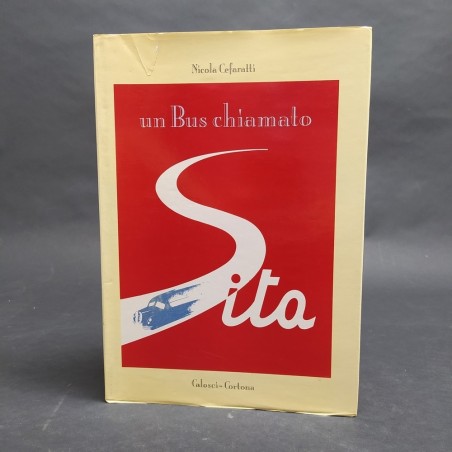 Nicola Cefaratti
un Bus chiamato
Sita
Calosci - Cortona